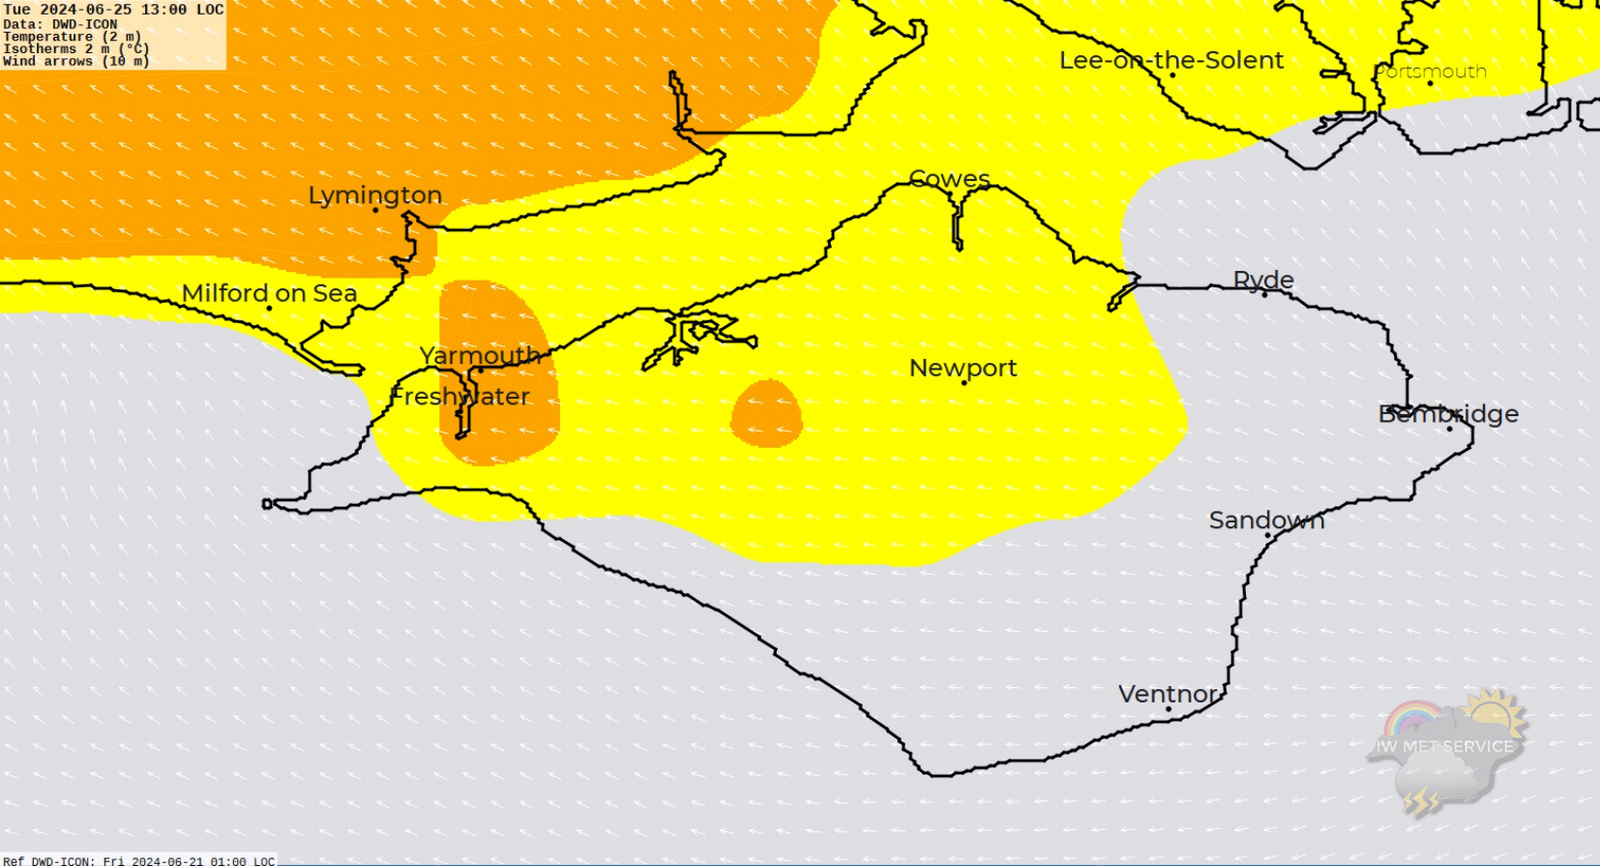 Tue 2024-06-25 13:00 LOC
Data: DWD-ICON
Temperature (2 m)
Isotherms 2 m (°C)
Wind arrows (10 m)
Lee-on-the-Solent
Portsmouth
Cowes
Lymington
Ryde
Milford on Sea
Yarmouth
Newport
Freshwater
Bembridge
Sandown
Ventnor
IW MET SERVICE
Ref DWD-ICON: Fri 2024-06-21 01:00 LOC